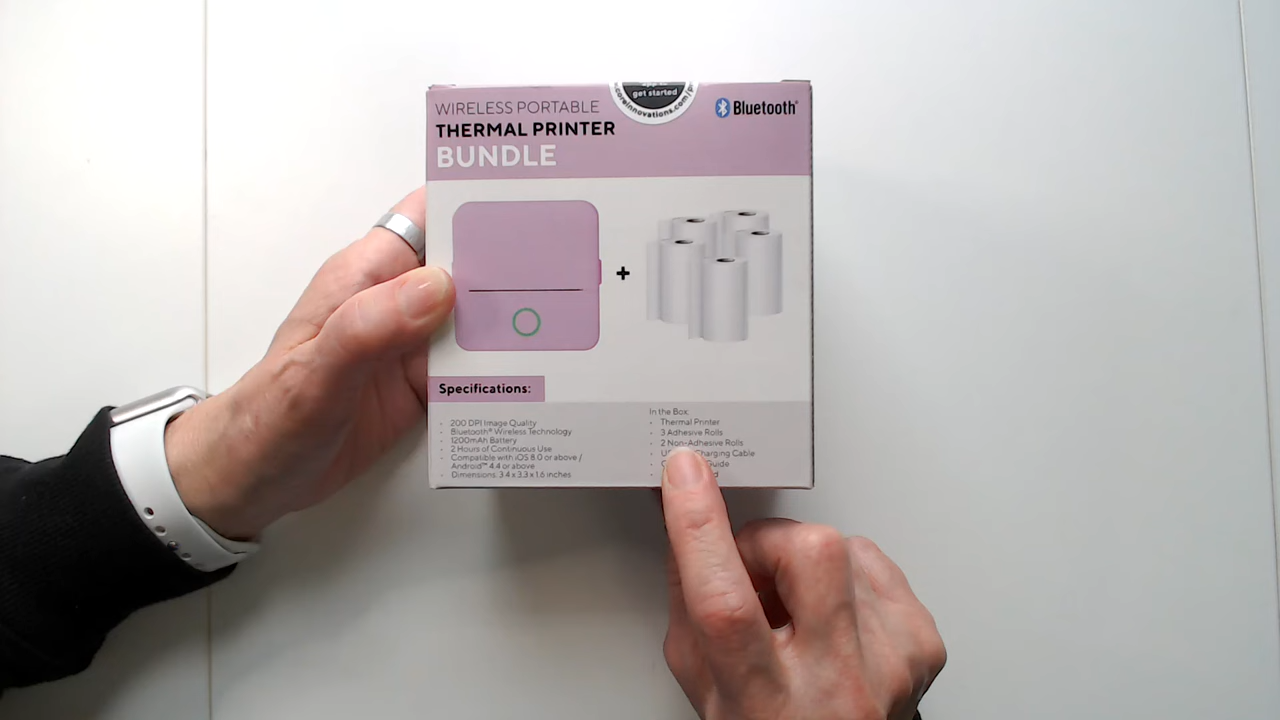 get started
coreinnovations.com/p
WIRELESS PORTABLE
THERMAL PRINTER
BUNDLE
Bluetooth®
+
Specifications:
· 200 DPI Image Quality
· Bluetooth® Wireless Technology
· 1200mAh Battery
· 2 Hours of Continuous Use
· Compatible with iOS 8.0 or above /
Android™ 4.4 or above
· Dimensions: 3.4 x 3.3 x 1.6 inches
In the Box:
· Thermal Printer
· 3 Adhesive Rolls
· 2 Non-Adhesive Rolls
· Charging Cable
· Guide